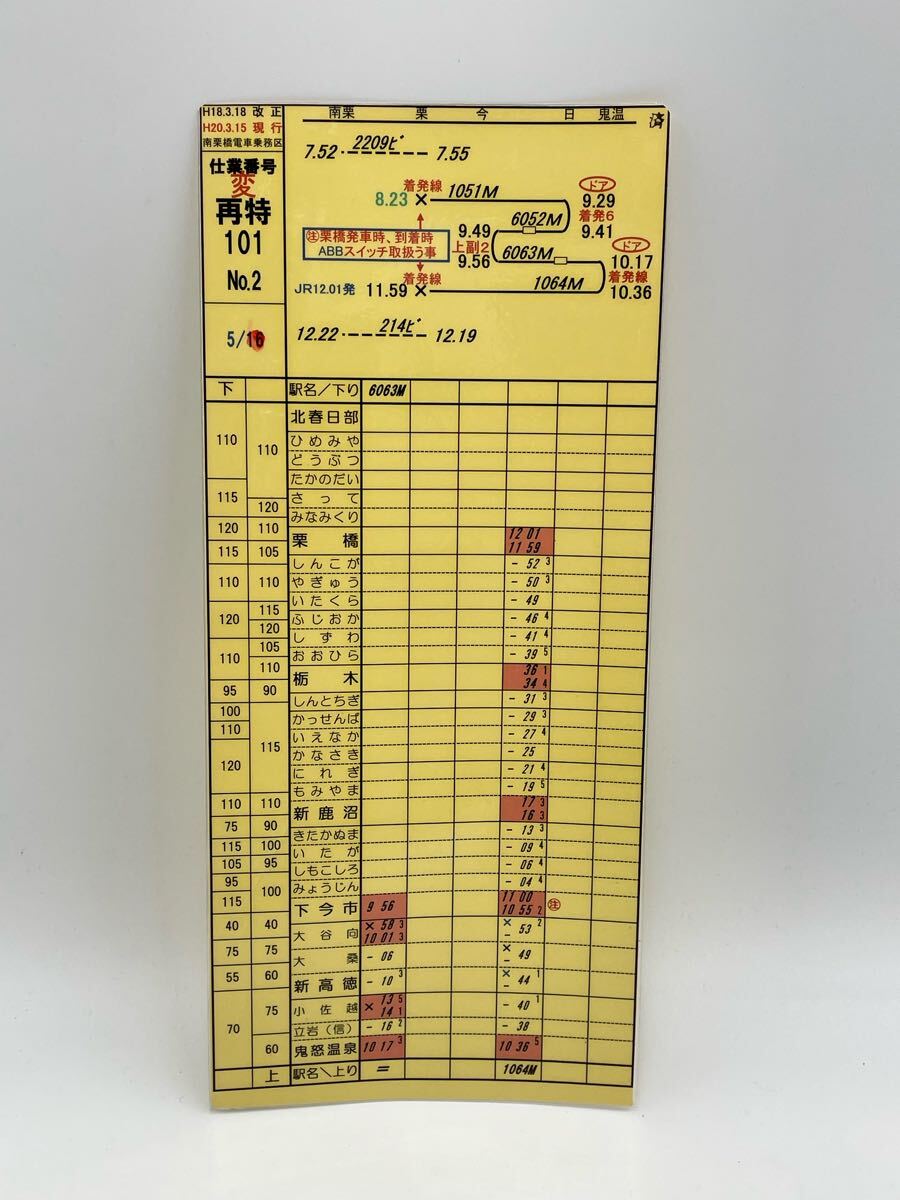 H18.3.18 改正
H20.3.15 現行
南栗橋電車乗務区
仕業番号
変
再特
101
No.2
5/16
南栗 栗 今 日 鬼温 済
7.52 2209ﾋﾞ 7.55
着発線
8.23 × 1051M ドア
9.29
着発6
9.41
6052M
9.49
上副2
9.56
6063M ドア
10.17
着発線
10.36
1064M
㊟栗橋発車時、到着時
ABBスイッチ取扱う事
着発線
JR12.01発 11.59 ×
12.22 214ﾋﾞ 12.19
下 駅名／下り 6063M
北春日部
110 110 ひめみや
どうぶつ
たかのだい
115 さって
120 みなみくり
120 110 栗橋 12 01
115 105 11 59
しんこが - 52 3
110 110 やぎゅう - 50 3
いたくら - 49
120 115 ふじおか - 46 4
120 しずわ - 41 4
105 おおひら - 39 5
110 110 栃木 36 1
95 90 34 4
しんとちぎ - 31 3
100 かっせんば - 29 3
110 いえなか - 27 4
115 かなさき - 25
120 にれぎ - 21 4
もみやま - 19 5
110 110 新鹿沼 17 3
16 3
75 90 きたかぬま - 13 3
115 100 いたが - 09 4
105 95 しもこしろ - 06 4
95 100 みょうじん - 04 4
115 下今市 9 56 11 00
10 55 2 ㊟
40 40 大谷向 × 58 3 × - 53 2
10 01 3
75 75 大桑 - 06 × - 49
55 60 新高徳 - 10 3 × - 44 1
70 75 小佐越 × 13 5 - 40 1
14 1
立岩（信） - 16 2 - 38
60 鬼怒温泉 10 17 3 10 36 5
上 駅名＼上り = 1064M